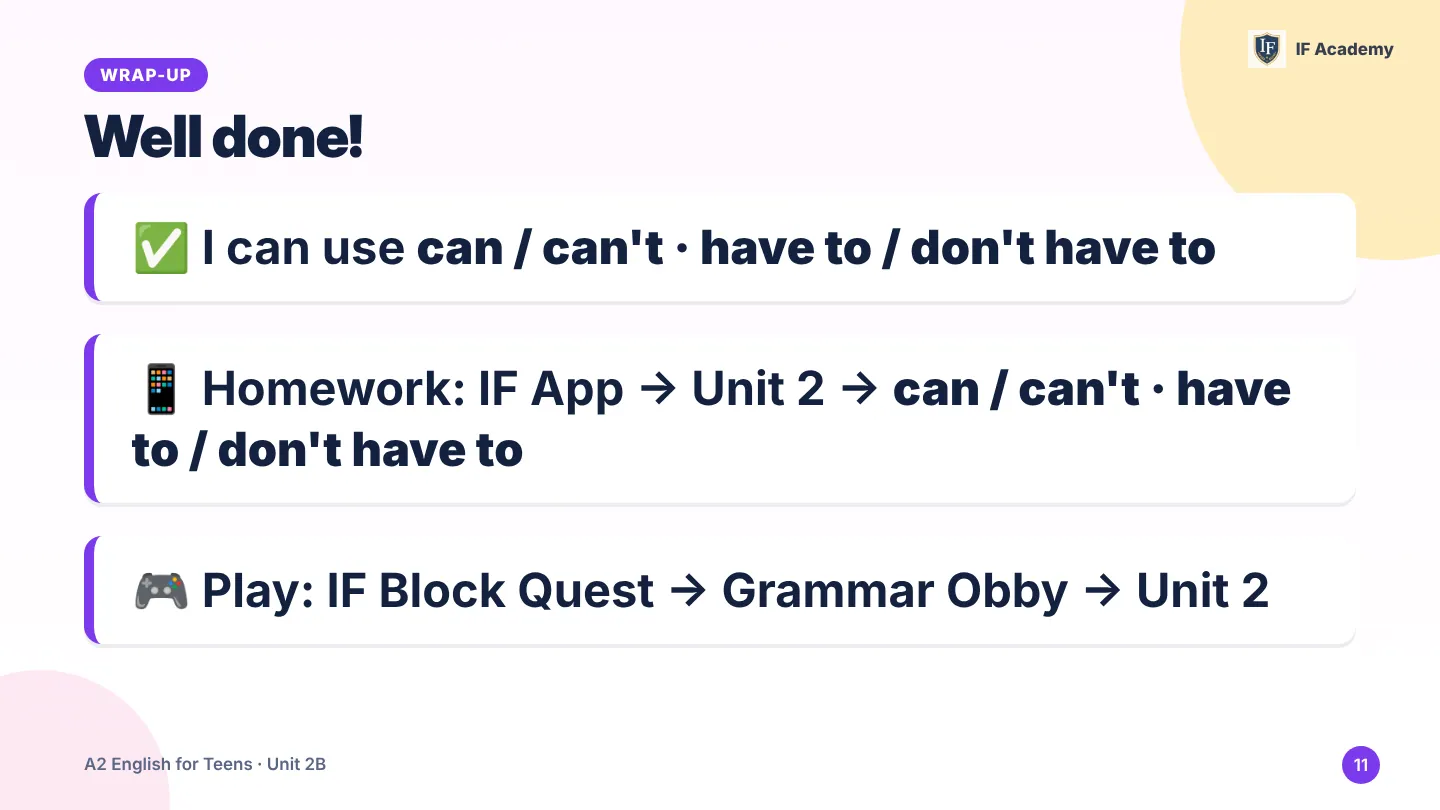 IF IF Academy
WRAP-UP
Well done!
✅ I can use can / can't · have to / don't have to
📱 Homework: IF App → Unit 2 → can / can't · have
to / don't have to
🎮 Play: IF Block Quest → Grammar Obby → Unit 2
A2 English for Teens · Unit 2B
11